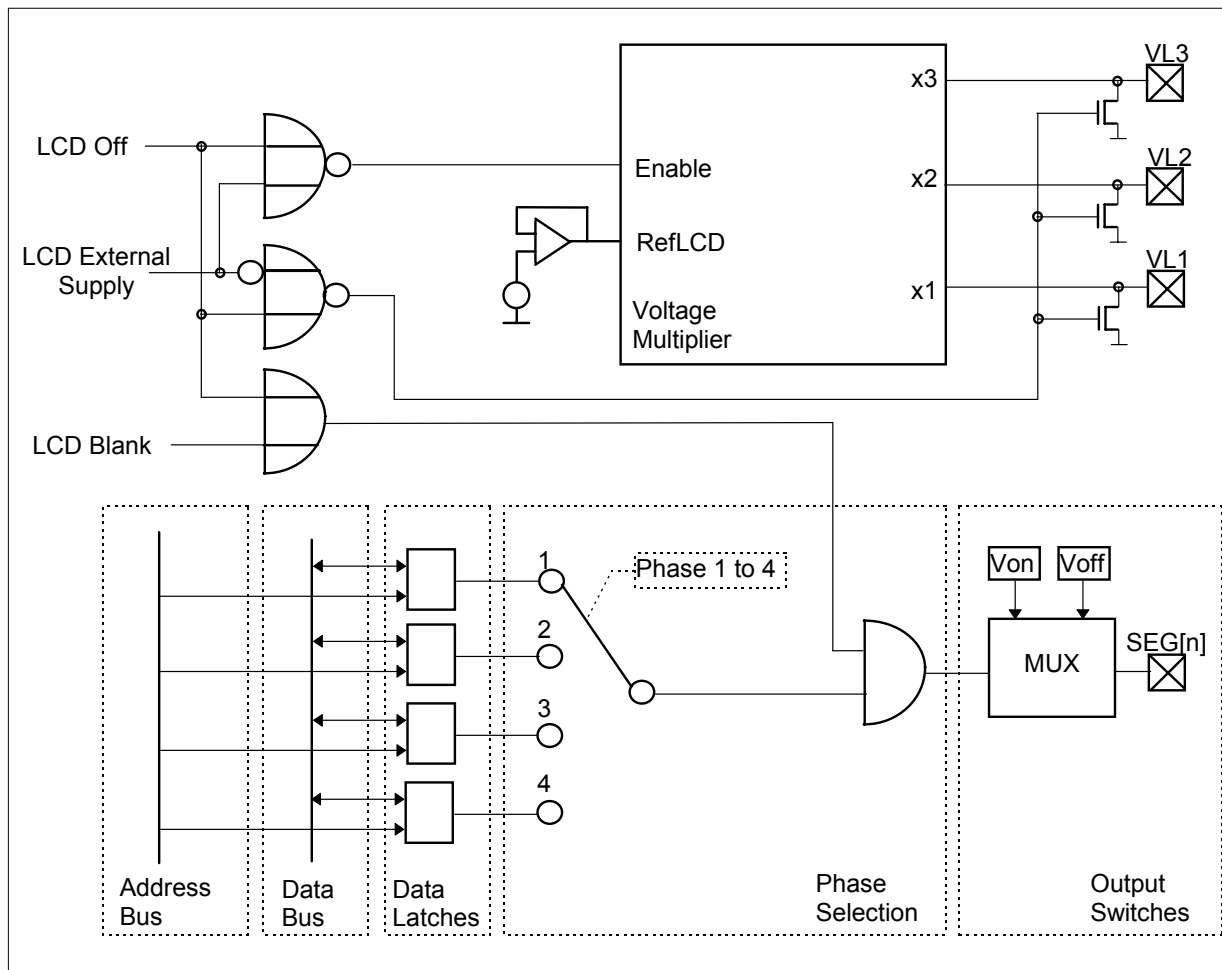 VL3
x3
LCD Off
Enable
x2
VL2
LCD External
Supply
RefLCD
x1
VL1
Voltage
Multiplier
LCD Blank
1
Phase 1 to 4
2
3
4
Von
Voff
MUX
SEG[n]
Address
Bus
Data
Bus
Data
Latches
Phase
Selection
Output
Switches